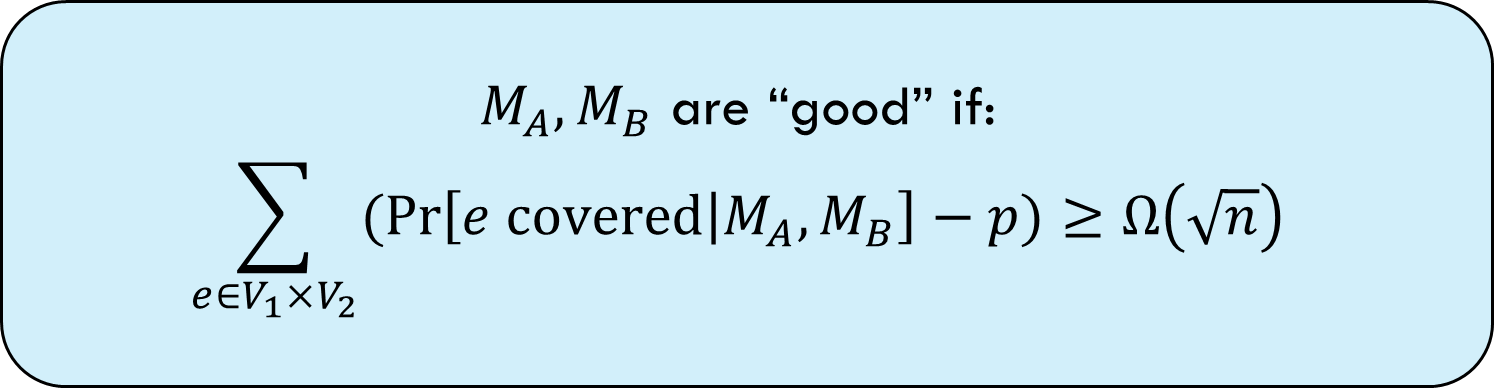 M_A, M_B are “good” if:
∑_{e∈V_1×V_2} (Pr[e covered|M_A, M_B] − p) ≥ Ω(√n)